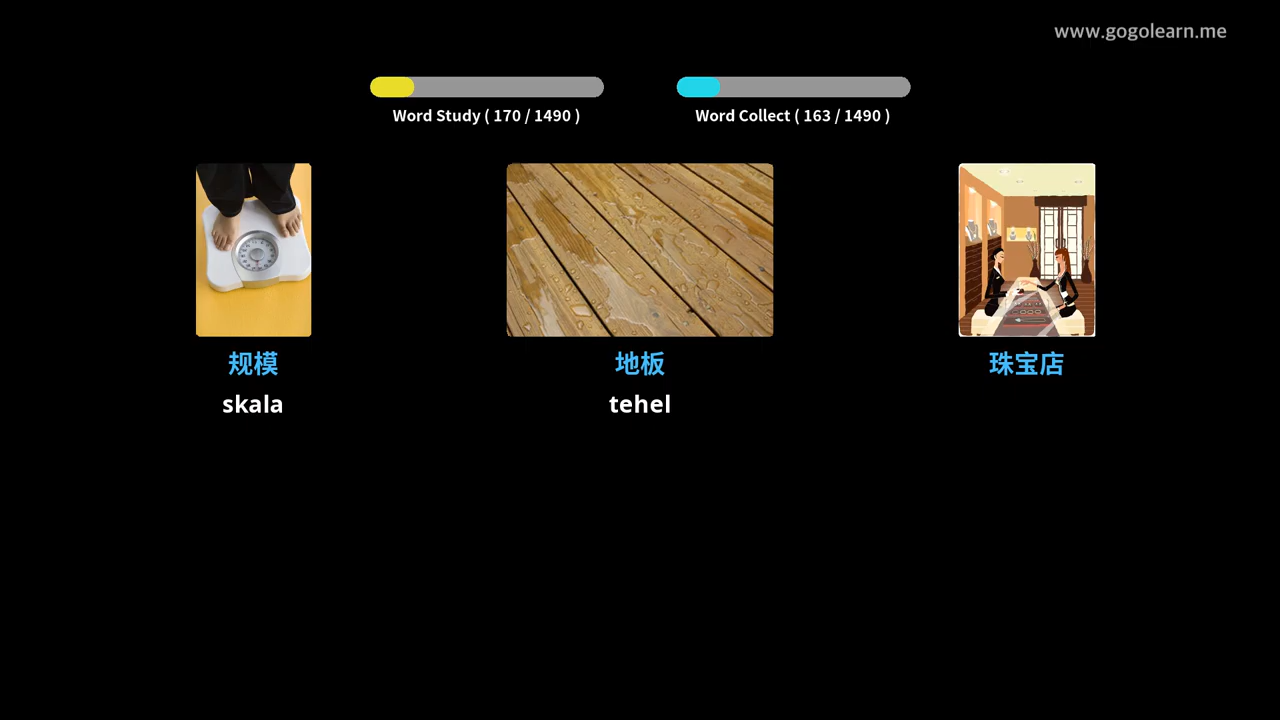 www.gogolearn.me
Word Study ( 170 / 1490 )
Word Collect ( 163 / 1490 )
规模
地板
珠宝店
skala
tehel